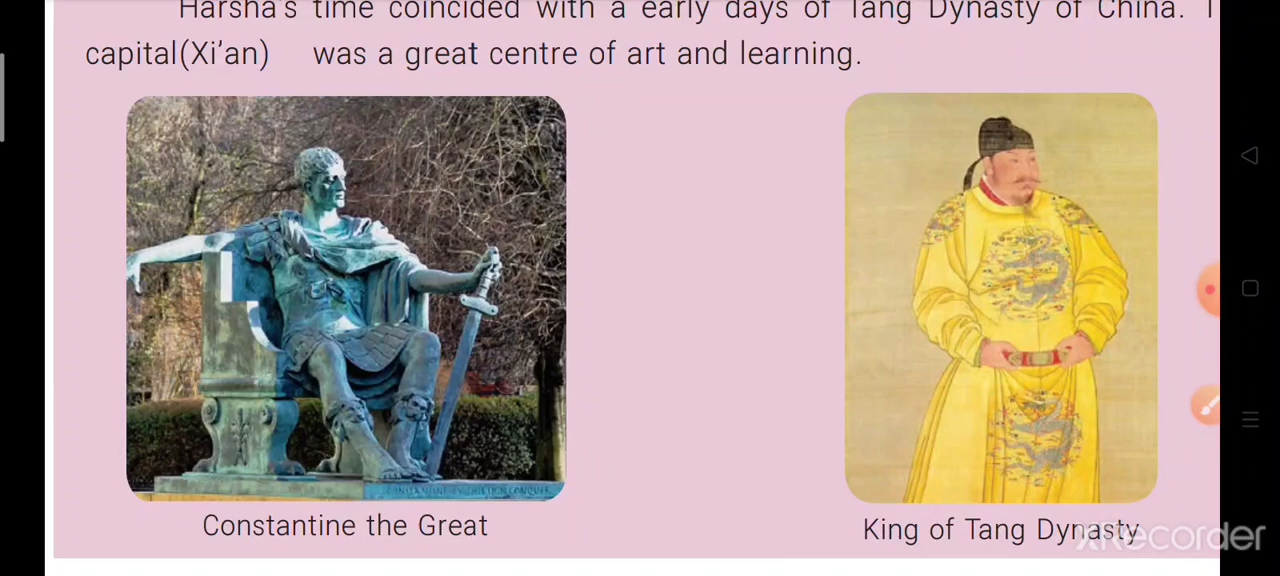 Harsha's time coincided with a early days of Tang Dynasty of China. T
capital(Xi'an) was a great centre of art and learning.
Constantine the Great
King of Tang Dynasty
XRecorder